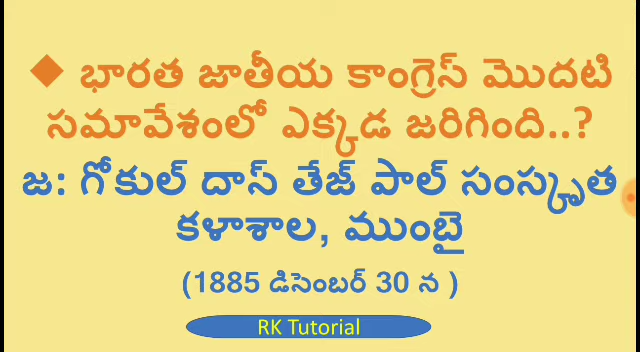 ◆ భారత జాతీయ కాంగ్రెస్ మొదటి
సమావేశంలో ఎక్కడ జరిగింది..?
జ: గోకుల్ దాస్ తేజ్ పాల్ సంస్కృత
కళాశాల, ముంబై
(1885 డిసెంబర్ 30 న )
RK Tutorial